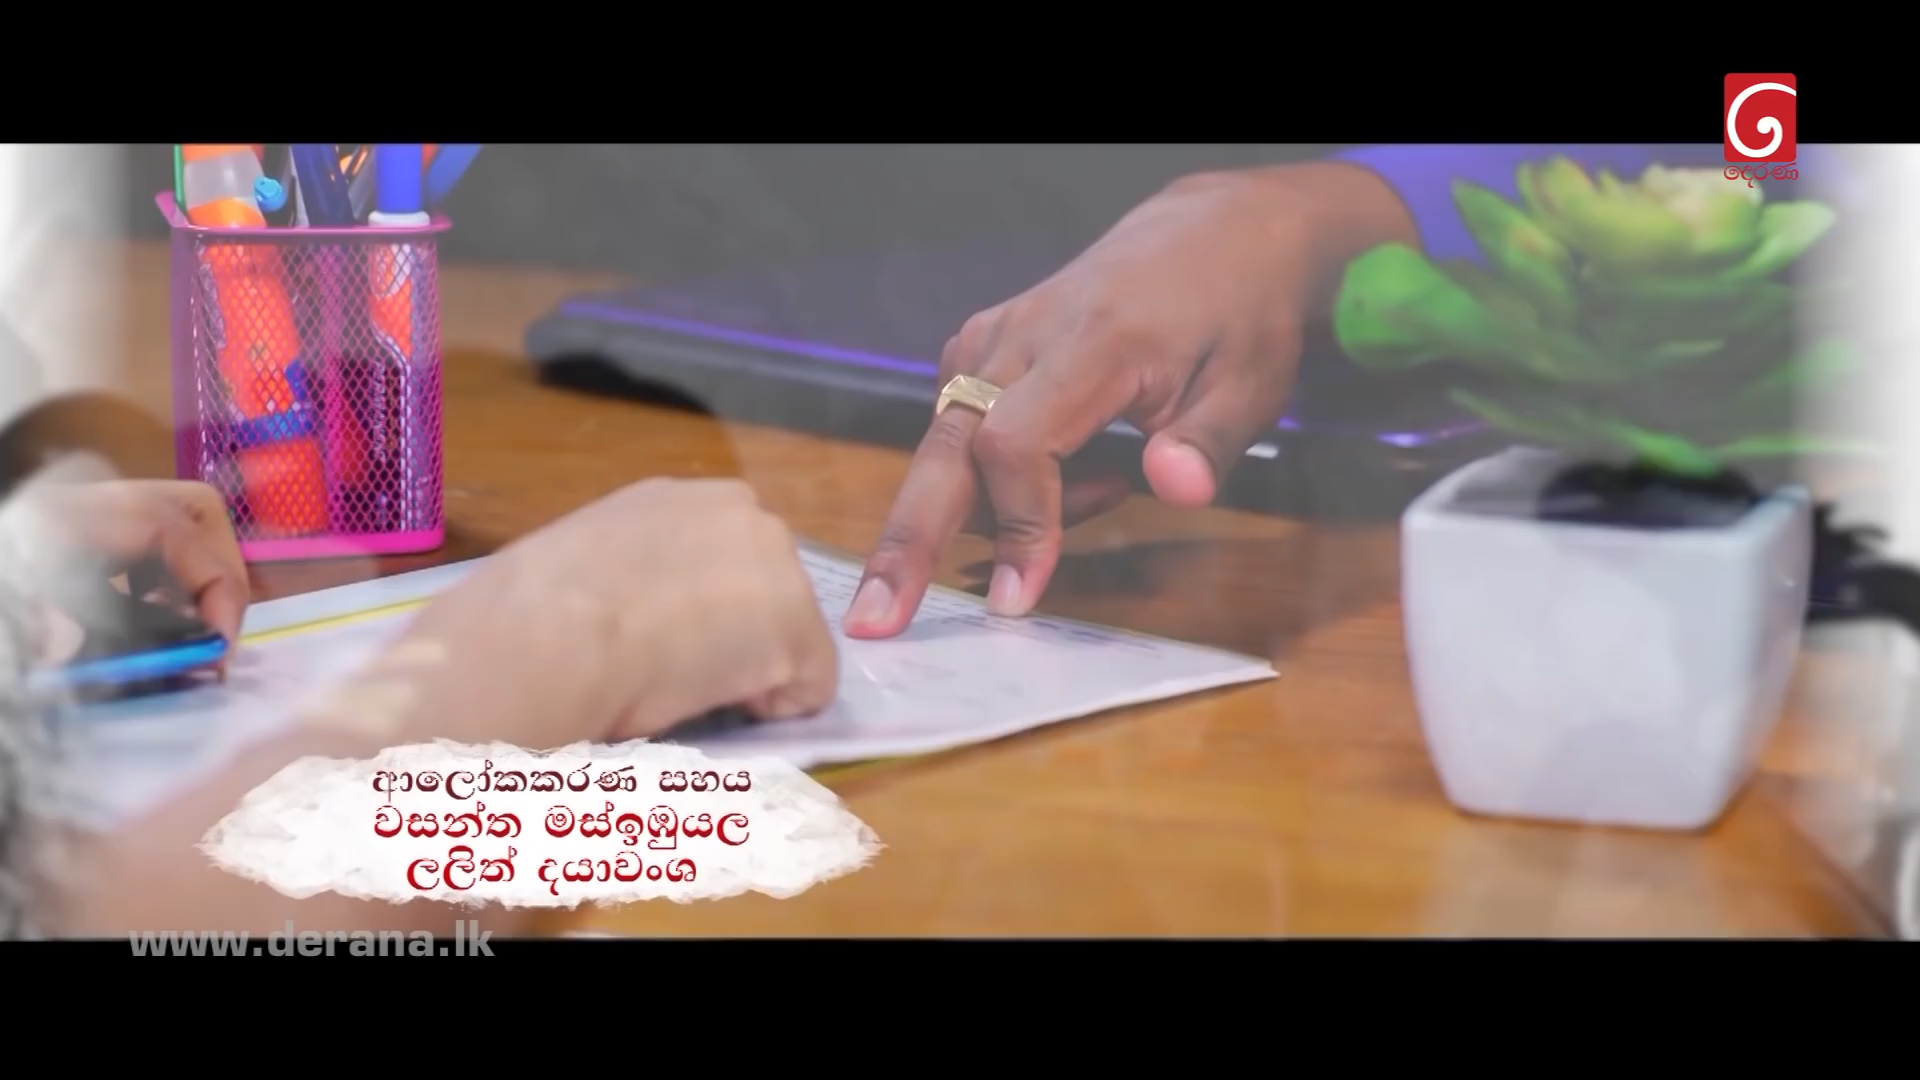 දෙරණ
ආලෝකකරණ සහය
වසන්ත මස්ඉඹුයල
ලලිත් දයාවංශ
www.derana.lk